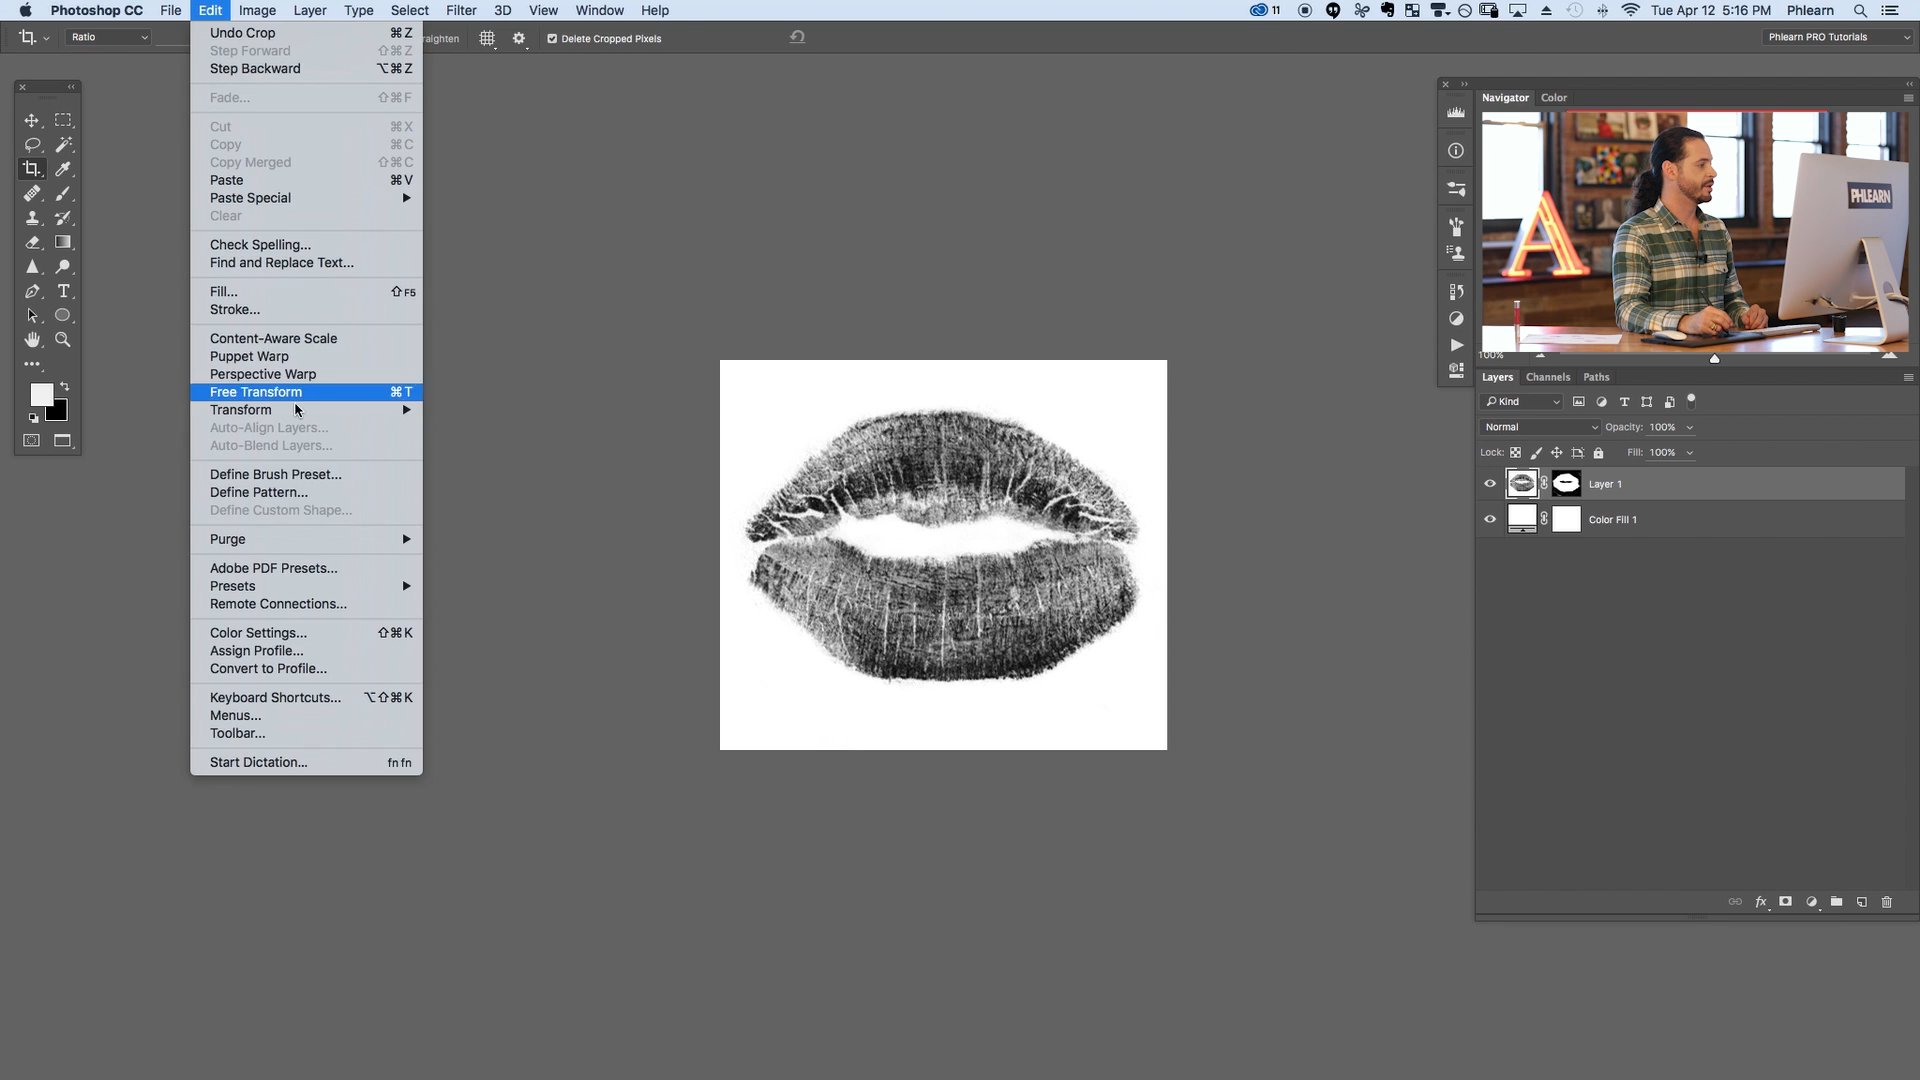 Photoshop CC File Edit Image Layer Type Select Filter 3D View Window Help 11 Tue Apr 12 5:16 PM Phlearn
Ratio raighten Delete Cropped Pixels Phlearn PRO Tutorials
Undo Crop ⌘Z
Step Forward ⇧⌘Z
Step Backward ⌥⌘Z
Fade... ⇧⌘F
Cut ⌘X
Copy ⌘C
Copy Merged ⇧⌘C
Paste ⌘V
Paste Special
Clear
Check Spelling...
Find and Replace Text...
Fill... ⇧F5
Stroke...
Content-Aware Scale
Puppet Warp
Perspective Warp
Free Transform ⌘T
Transform
Auto-Align Layers...
Auto-Blend Layers...
Define Brush Preset...
Define Pattern...
Define Custom Shape...
Purge
Adobe PDF Presets...
Presets
Remote Connections...
Color Settings... ⇧⌘K
Assign Profile...
Convert to Profile...
Keyboard Shortcuts... ⌥⇧⌘K
Menus...
Toolbar...
Start Dictation... fn fn
Navigator Color
PHLEARN
A
100%
Layers Channels Paths
Kind
Normal Opacity: 100%
Lock: Fill: 100%
Layer 1
Color Fill 1
fx